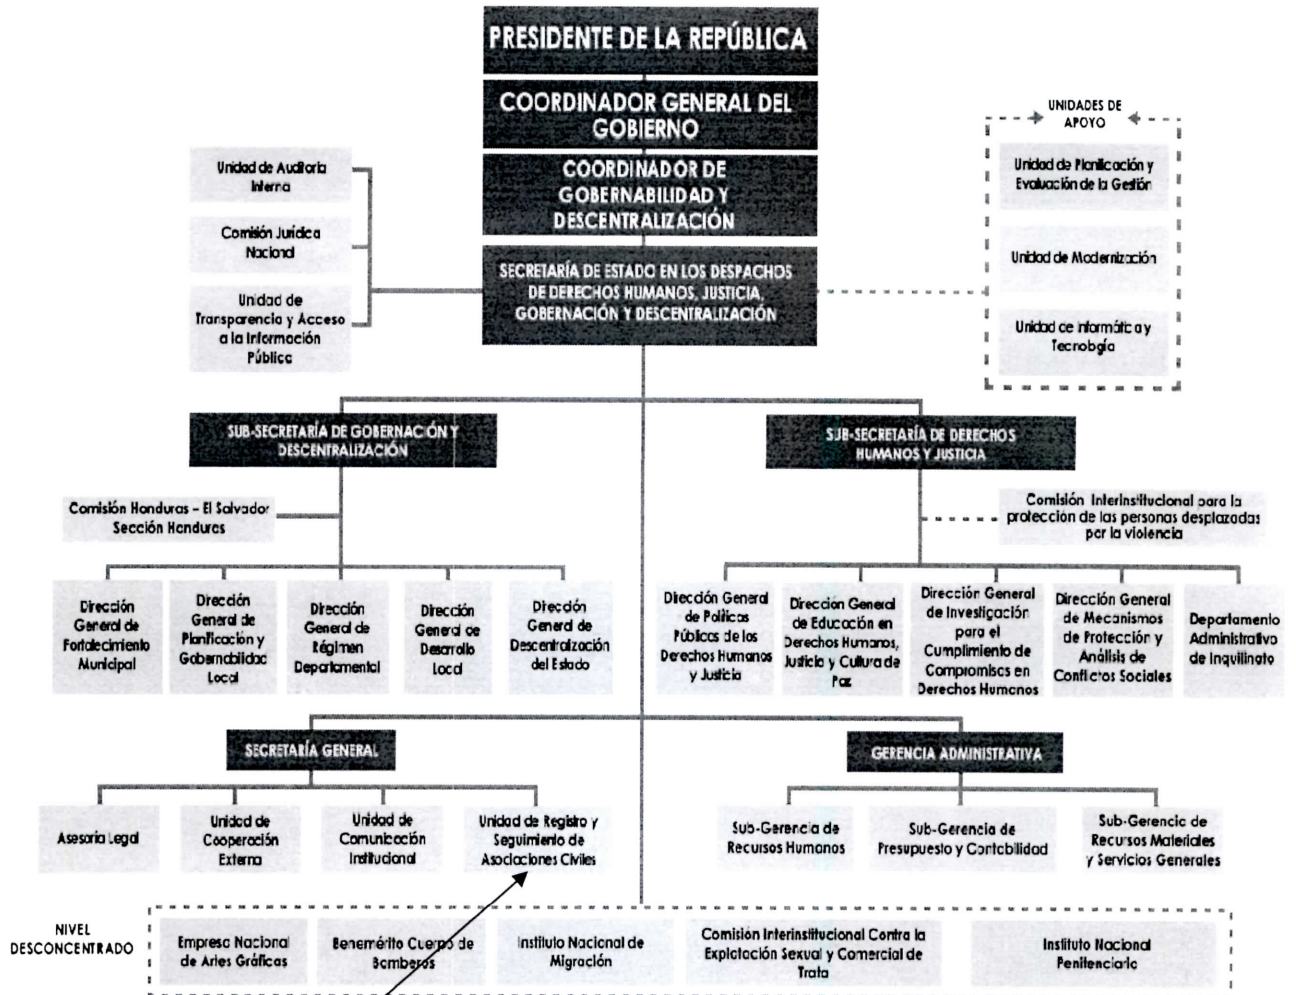 PRESIDENTE DE LA REPÚBLICA
COORDINADOR GENERAL DEL
GOBIERNO
COORDINADOR DE
GOBERNABILIDAD Y
DESCENTRALIZACIÓN
SECRETARÍA DE ESTADO EN LOS DESPACHOS
DE DERECHOS HUMANOS, JUSTICIA,
GOBERNACIÓN Y DESCENTRALIZACIÓN
Unidad de Auditoria
Interna
Comisión Jurídica
Nacional
Unidad de
Transparencia y Acceso
a la Información
Pública
UNIDADES DE
APOYO
Unidad de Planificación y
Evaluación de la Gestión
Unidad de Modernización
Unidad de Informática y
Tecnología
SUB-SECRETARÍA DE GOBERNACIÓN Y
DESCENTRALIZACIÓN
SUB-SECRETARÍA DE DERECHOS
HUMANOS Y JUSTICIA
Comisión Honduras - El Salvador
Sección Honduras
Comisión Interinstitucional para la
protección de las personas desplazadas
por la violencia
Dirección
General de
Fortalecimiento
Municipal
Dirección
General de
Planificación y
Gobernabilidad
Local
Dirección
General de
Régimen
Departamental
Dirección
General de
Desarrollo
Local
Dirección
General de
Descentralización
del Estado
Dirección General
de Políticas
Públicas de los
Derechos Humanos
y Justicia
Dirección General
de Educación en
Derechos Humanos,
Justicia y Cultura de
Paz
Dirección General
de Investigación
para el
Cumplimiento de
Compromisos en
Derechos Humanos
Dirección General
de Mecanismos
de Protección y
Análisis de
Conflictos Sociales
Departamento
Administrativo
de Inquilinato
SECRETARÍA GENERAL
GERENCIA ADMINISTRATIVA
Asesoria Legal
Unidad de
Cooperación
Externa
Unidad de
Comunicación
Institucional
Unidad de Registro y
Seguimiento de
Asociaciones Civiles
Sub-Gerencia de
Recursos Humanos
Sub-Gerencia de
Presupuesto y Contabilidad
Sub-Gerencia de
Recursos Materiales
y Servicios Generales
NIVEL
DESCONCENTRADO
Empresa Nacional
de Artes Gráficas
Benemérito Cuerpo de
Bomberos
Instituto Nacional de
Migración
Comisión Interinstitucional Contra la
Explotación Sexual y Comercial de
Trata
Instituto Nacional
Penitenciario